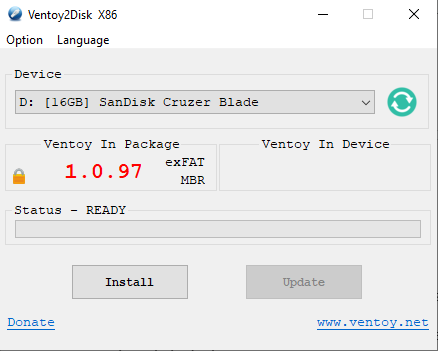 Ventoy2Disk X86
Option Language
Device
D: [16GB] SanDisk Cruzer Blade
Ventoy In Package
Ventoy In Device
1.0.97
exFAT
MBR
Status - READY
Install
Update
Donate
www.ventoy.net